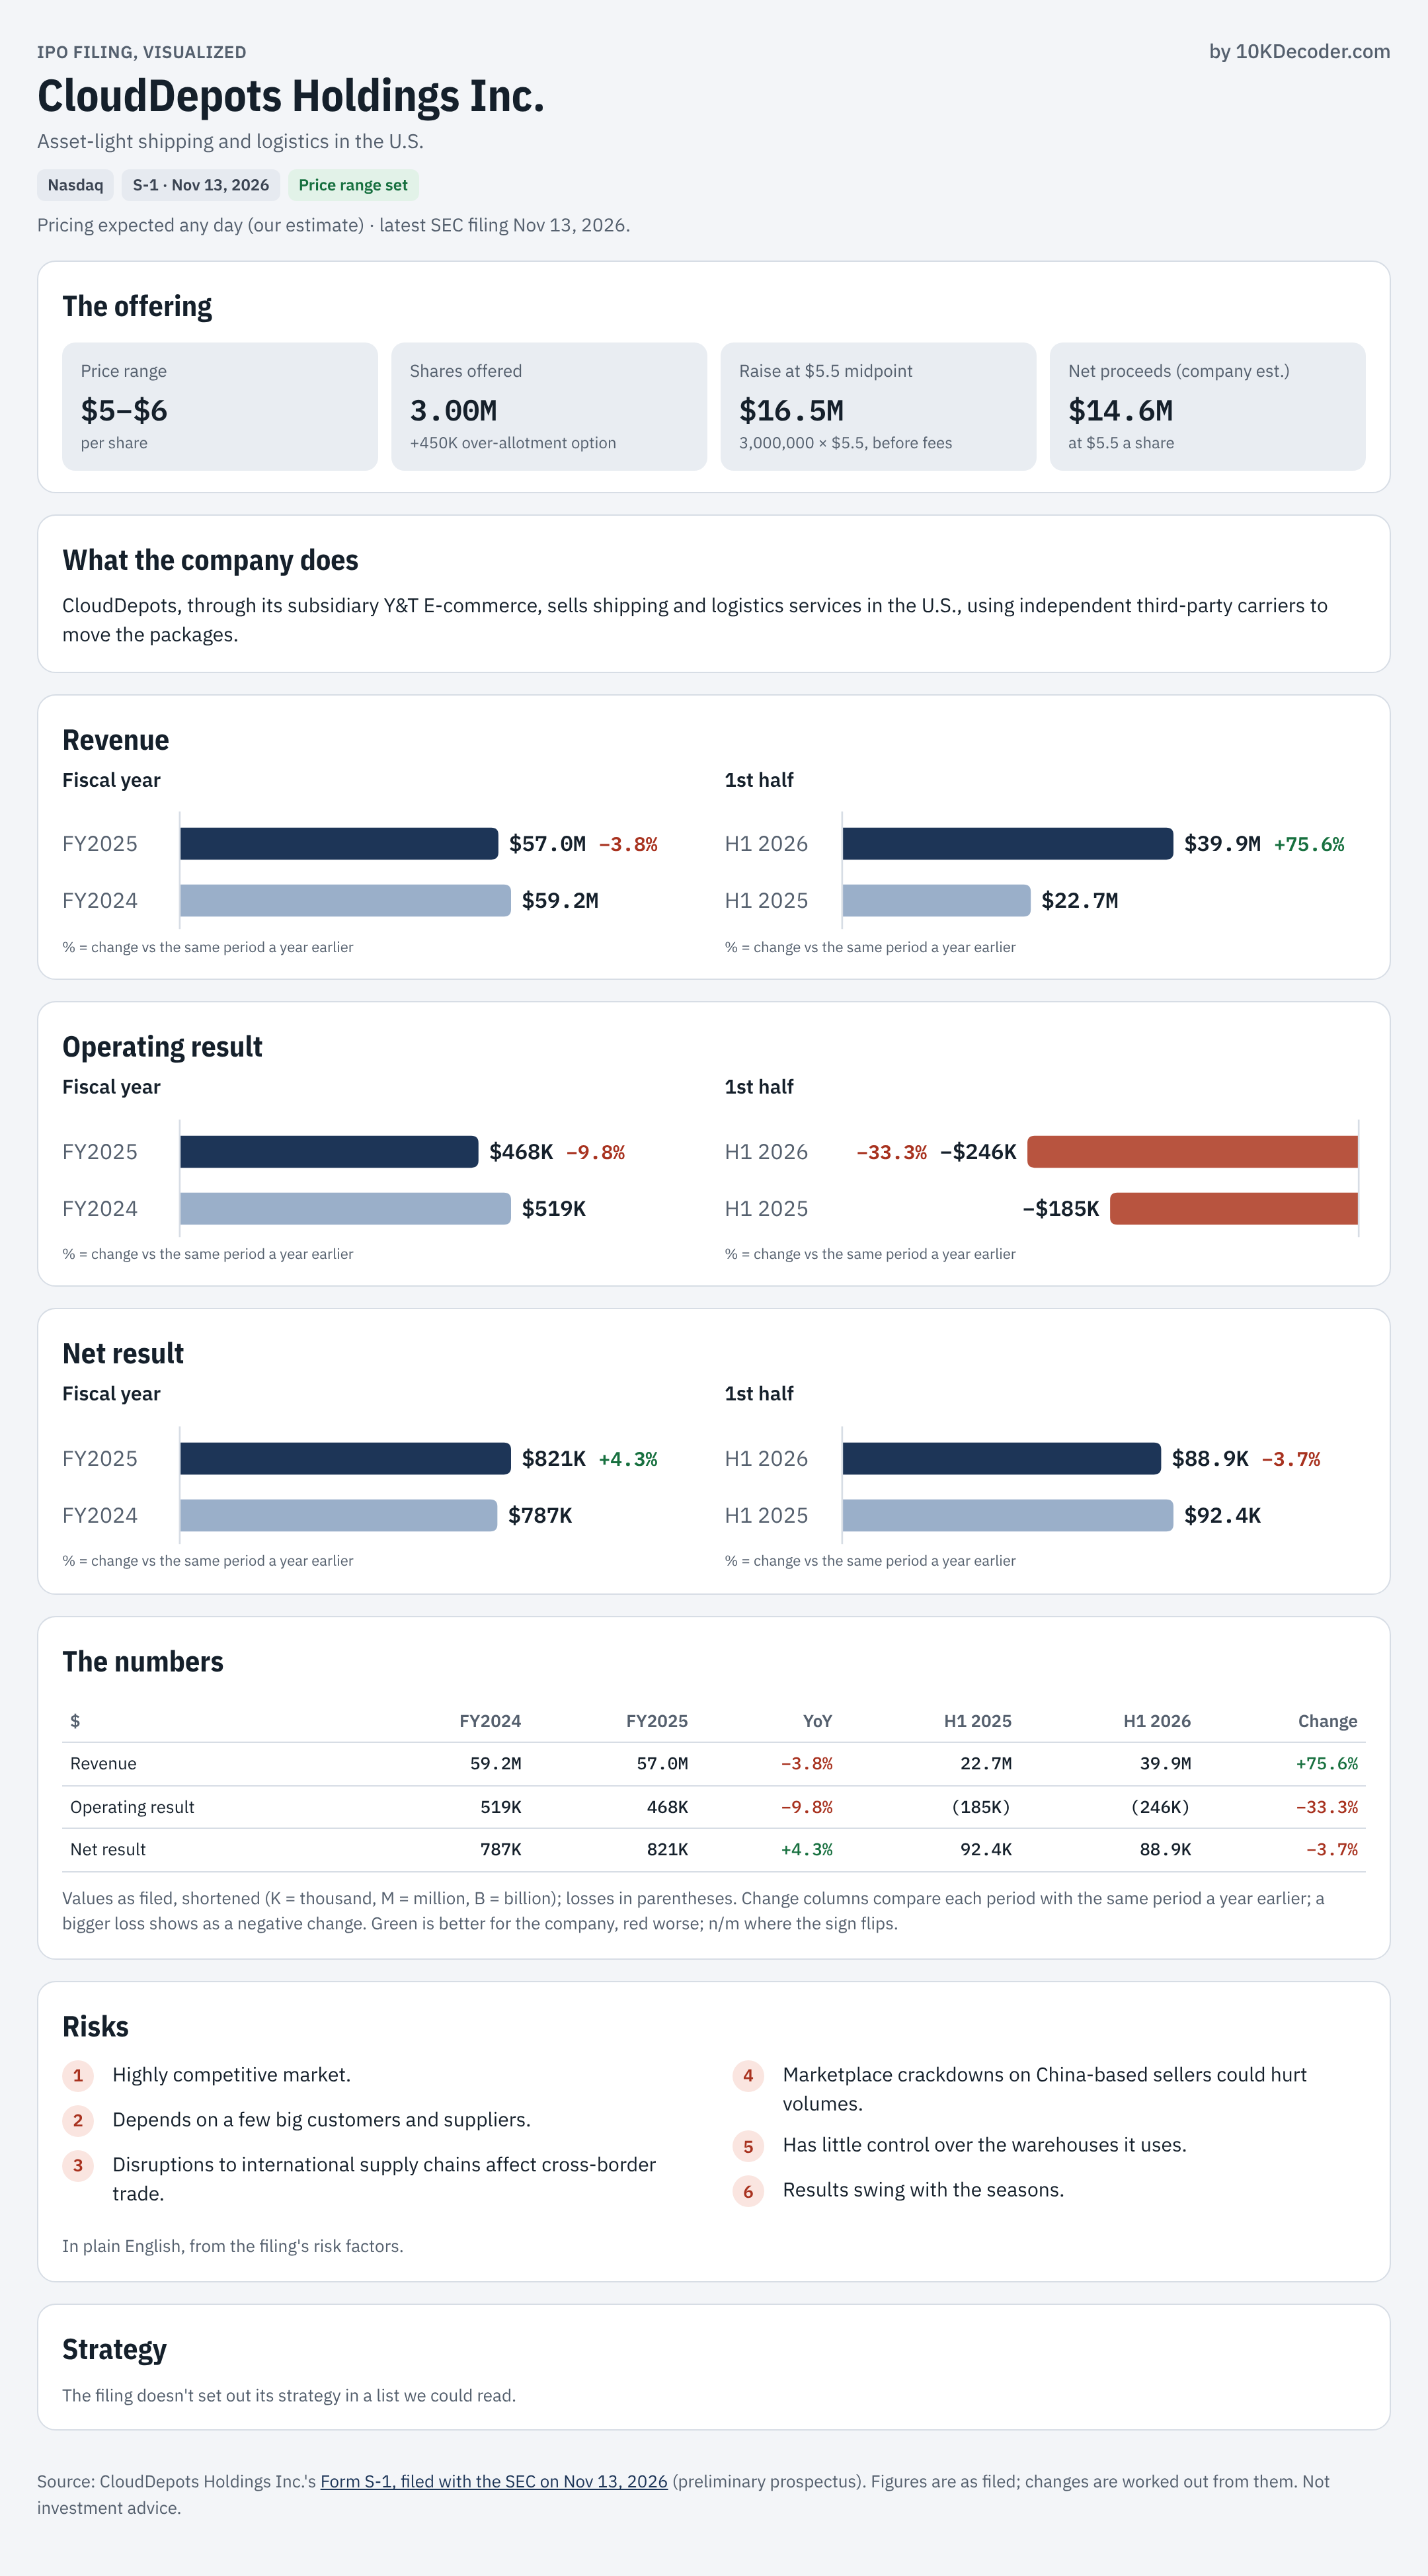 IPO FILING, VISUALIZED
by 10KDecoder.com
CloudDepots Holdings Inc.
Asset-light shipping and logistics in the U.S.
Nasdaq
S-1 · Nov 13, 2026
Price range set
Pricing expected any day (our estimate) · latest SEC filing Nov 13, 2026.
The offering
Price range
$5–$6
per share
Shares offered
3.00M
+450K over-allotment option
Raise at $5.5 midpoint
$16.5M
3,000,000 × $5.5, before fees
Net proceeds (company est.)
$14.6M
at $5.5 a share
What the company does
CloudDepots, through its subsidiary Y&T E-commerce, sells shipping and logistics services in the U.S., using independent third-party carriers to
move the packages.
Revenue
Fiscal year
FY2025 $57.0M −3.8%
FY2024 $59.2M
% = change vs the same period a year earlier
1st half
H1 2026 $39.9M +75.6%
H1 2025 $22.7M
% = change vs the same period a year earlier
Operating result
Fiscal year
FY2025 $468K −9.8%
FY2024 $519K
% = change vs the same period a year earlier
1st half
H1 2026 −33.3% −$246K
H1 2025 −$185K
% = change vs the same period a year earlier
Net result
Fiscal year
FY2025 $821K +4.3%
FY2024 $787K
% = change vs the same period a year earlier
1st half
H1 2026 $88.9K −3.7%
H1 2025 $92.4K
% = change vs the same period a year earlier
The numbers
$ FY2024 FY2025 YoY H1 2025 H1 2026 Change
Revenue 59.2M 57.0M −3.8% 22.7M 39.9M +75.6%
Operating result 519K 468K −9.8% (185K) (246K) −33.3%
Net result 787K 821K +4.3% 92.4K 88.9K −3.7%
Values as filed, shortened (K = thousand, M = million, B = billion); losses in parentheses. Change columns compare each period with the same period a year earlier; a
bigger loss shows as a negative change. Green is better for the company, red worse; n/m where the sign flips.
Risks
1 Highly competitive market.
2 Depends on a few big customers and suppliers.
3 Disruptions to international supply chains affect cross-border
trade.
4 Marketplace crackdowns on China-based sellers could hurt
volumes.
5 Has little control over the warehouses it uses.
6 Results swing with the seasons.
In plain English, from the filing's risk factors.
Strategy
The filing doesn't set out its strategy in a list we could read.
Source: CloudDepots Holdings Inc.'s Form S-1, filed with the SEC on Nov 13, 2026 (preliminary prospectus). Figures are as filed; changes are worked out from them. Not
investment advice.